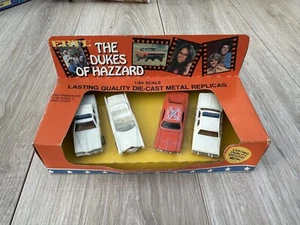 ERTL
THE
DUKES
OF HAZZARD
1/64 SCALE
LASTING QUALITY DIE-CAST METAL REPLICAS